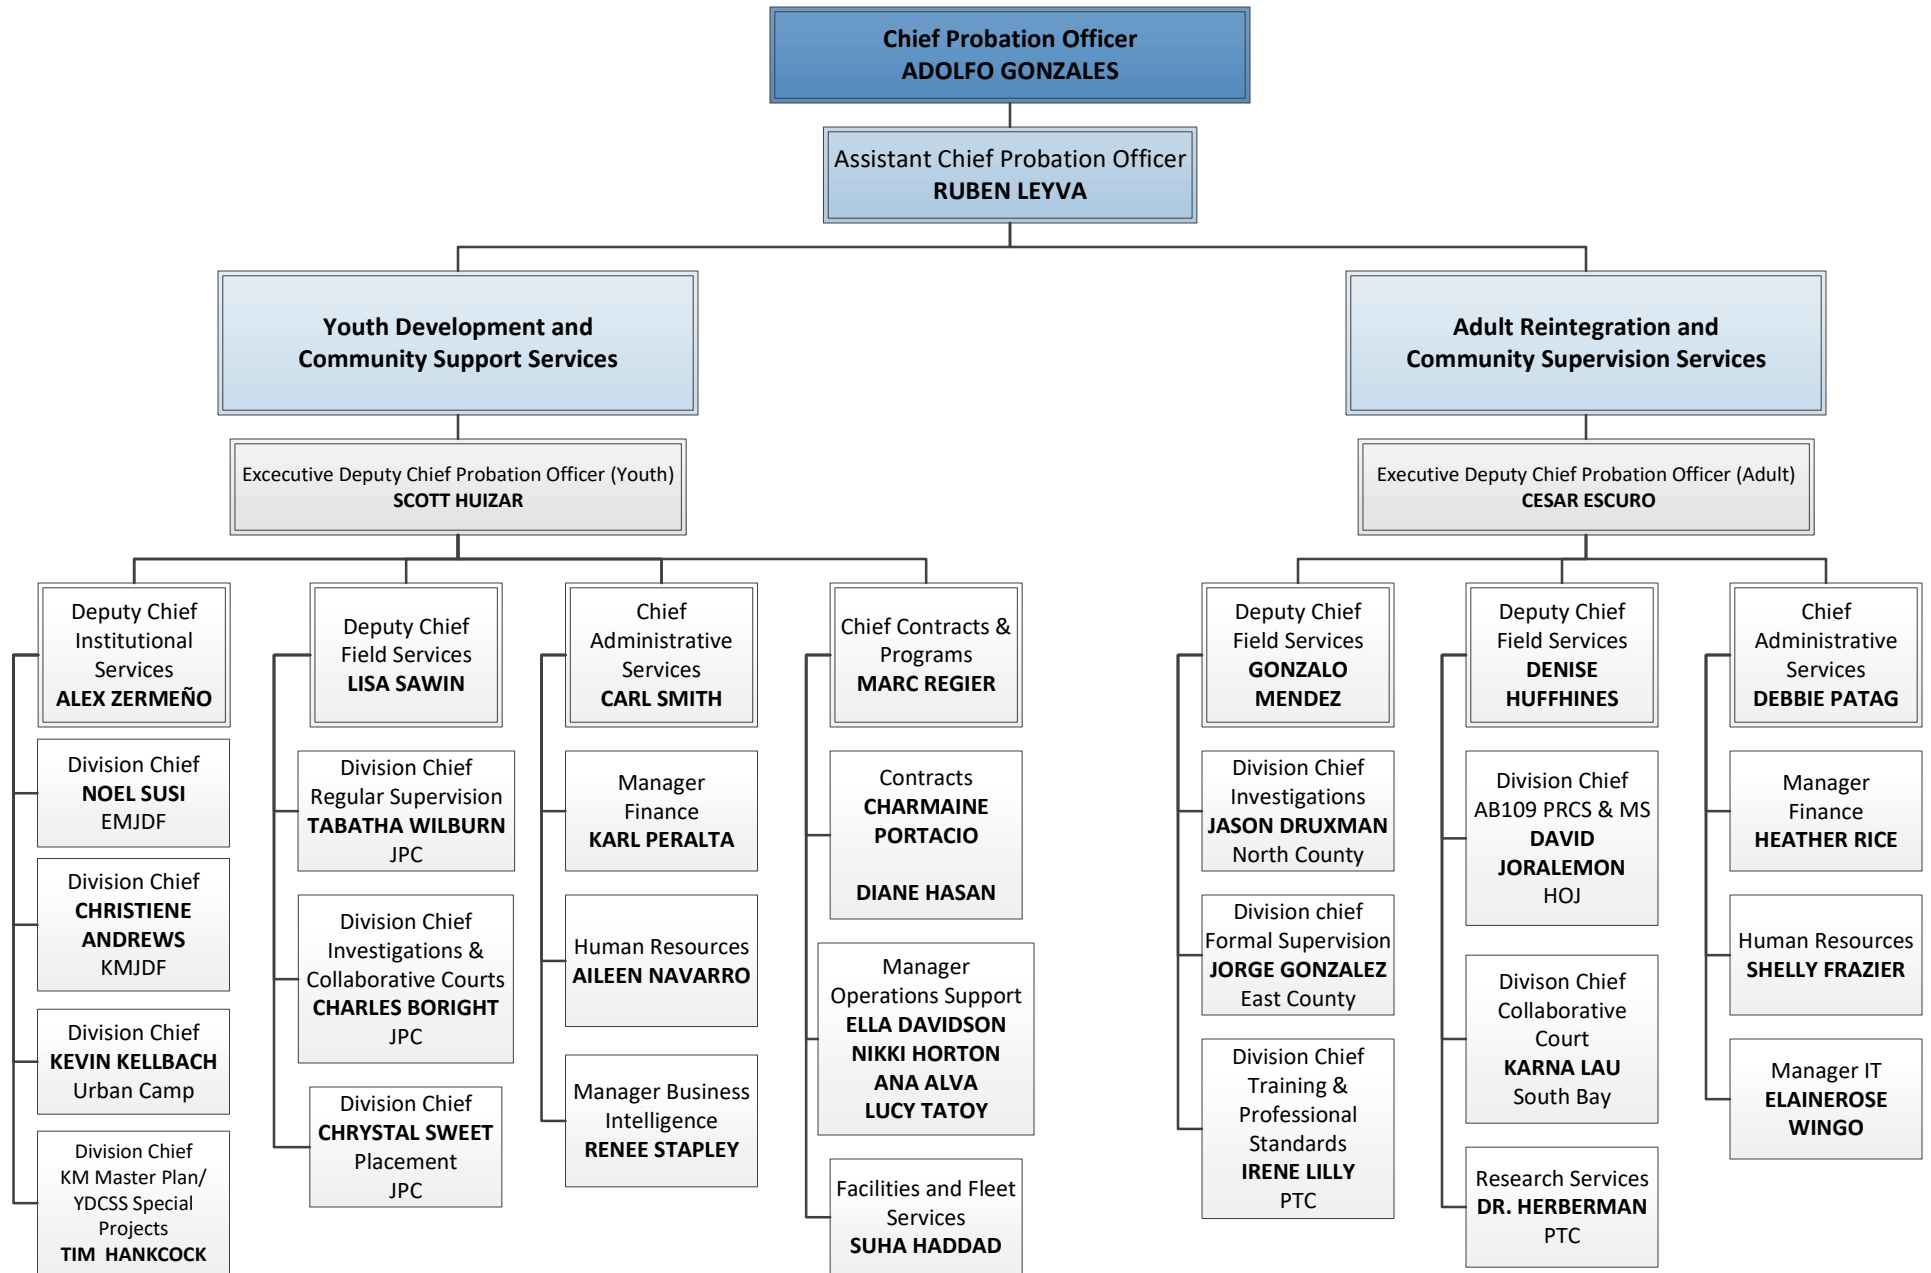 Chief Probation Officer
ADOLFO GONZALES
Assistant Chief Probation Officer
RUBEN LEYVA
Youth Development and
Community Support Services
Adult Reintegration and
Community Supervision Services
Excecutive Deputy Chief Probation Officer (Youth)
SCOTT HUIZAR
Executive Deputy Chief Probation Officer (Adult)
CESAR ESCURO
Deputy Chief
Institutional
Services
ALEX ZERMEÑO
Division Chief
NOEL SUSI
EMJDF
Division Chief
CHRISTIENE
ANDREWS
KMJDF
Division Chief
KEVIN KELLBACH
Urban Camp
Division Chief
KM Master Plan/
YDCSS Special
Projects
TIM HANKCOCK
Deputy Chief
Field Services
LISA SAWIN
Division Chief
Regular Supervision
TABATHA WILBURN
JPC
Division Chief
Investigations &
Collaborative Courts
CHARLES BORIGHT
JPC
Division Chief
CHRYSTAL SWEET
Placement
JPC
Chief
Administrative
Services
CARL SMITH
Manager
Finance
KARL PERALTA
Human Resources
AILEEN NAVARRO
Manager Business
Intelligence
RENEE STAPLEY
Chief Contracts &
Programs
MARC REGIER
Contracts
CHARMAINE
PORTACIO
DIANE HASAN
Manager
Operations Support
ELLA DAVIDSON
NIKKI HORTON
ANA ALVA
LUCY TATOY
Facilities and Fleet
Services
SUHA HADDAD
Deputy Chief
Field Services
GONZALO
MENDEZ
Division Chief
Investigations
JASON DRUXMAN
North County
Division chief
Formal Supervision
JORGE GONZALEZ
East County
Division Chief
Training &
Professional
Standards
IRENE LILLY
PTC
Deputy Chief
Field Services
DENISE
HUFFHINES
Division Chief
AB109 PRCS & MS
DAVID
JORALEMON
HOJ
Divison Chief
Collaborative
Court
KARNA LAU
South Bay
Research Services
DR. HERBERMAN
PTC
Chief
Administrative
Services
DEBBIE PATAG
Manager
Finance
HEATHER RICE
Human Resources
SHELLY FRAZIER
Manager IT
ELAINEROSE
WINGO